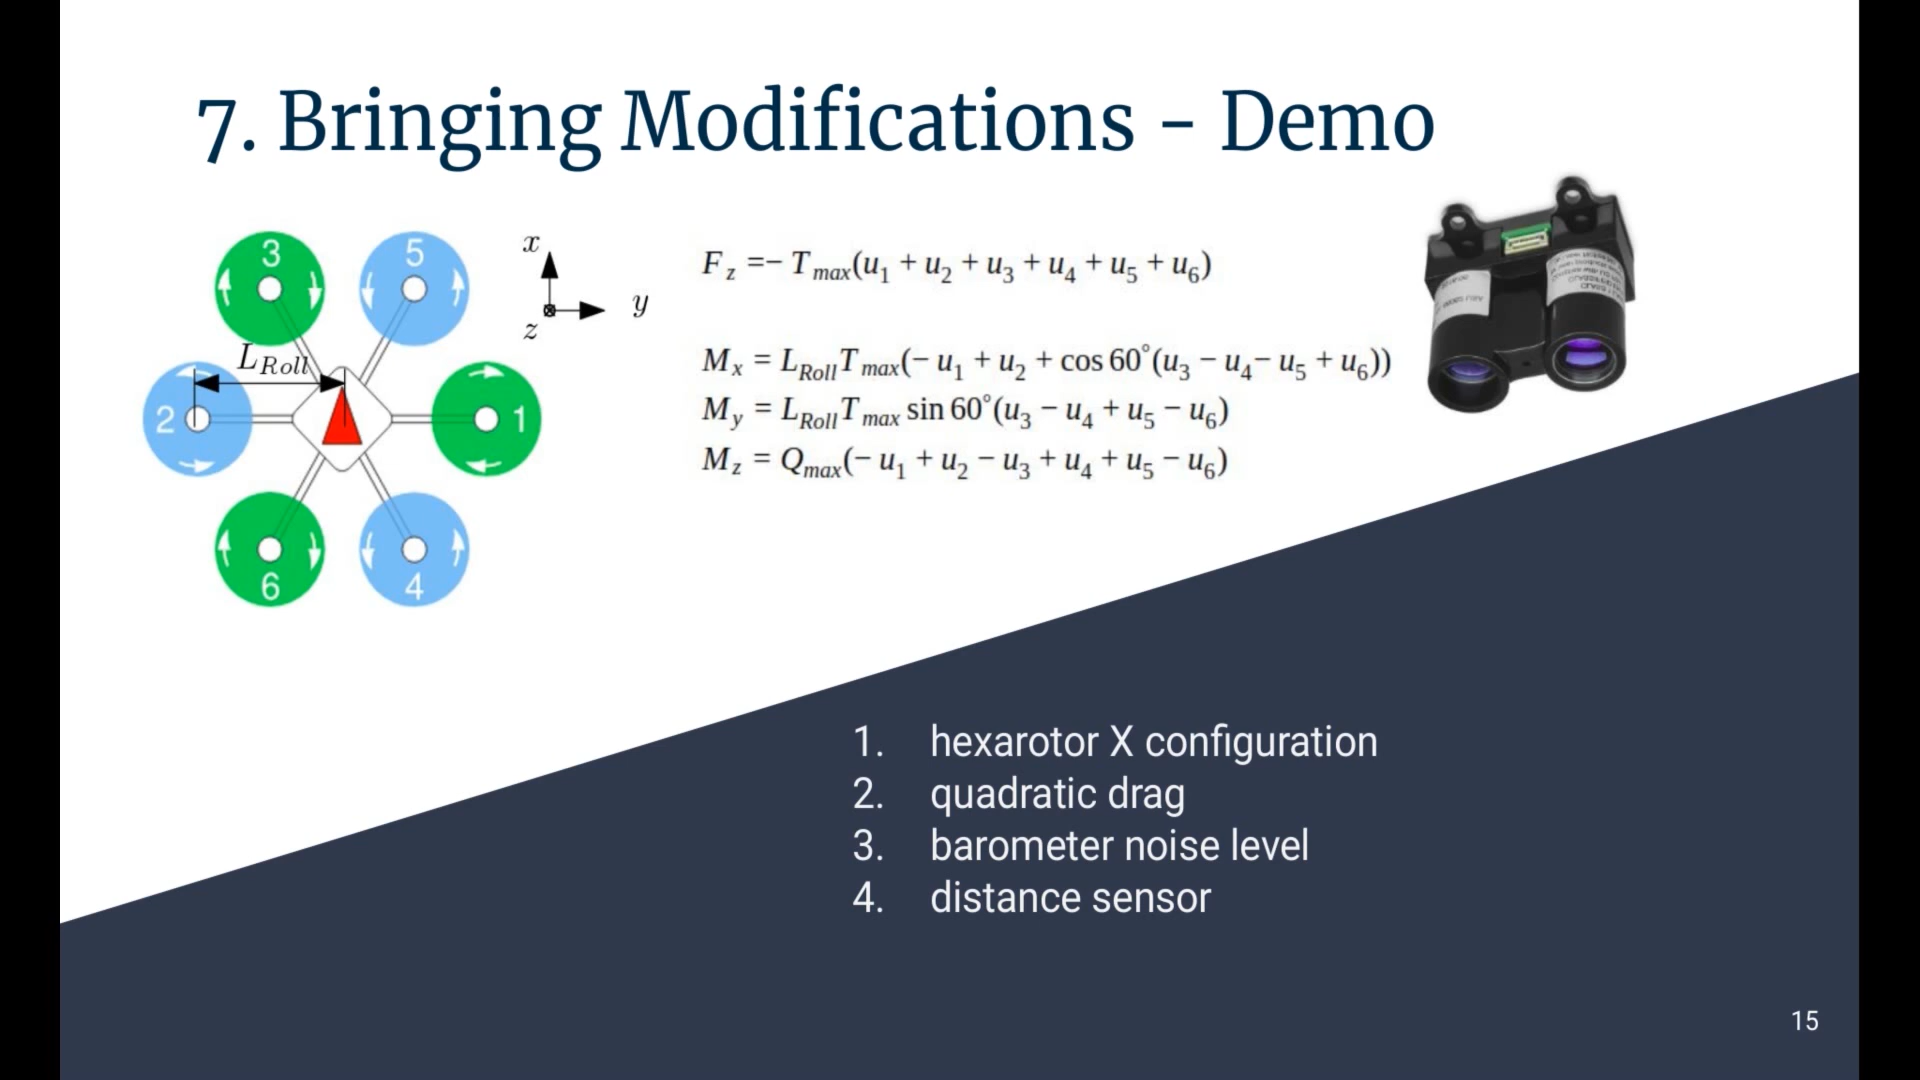 7. Bringing Modifications - Demo
3
5
x
y
z
L_Roll
2
1
6
4
F_z =− T_max(u_1 + u_2 + u_3 + u_4 + u_5 + u_6)
M_x = L_Roll T_max(− u_1 + u_2 + cos 60°(u_3 − u_4 − u_5 + u_6))
M_y = L_Roll T_max sin 60°(u_3 − u_4 + u_5 − u_6)
M_z = Q_max(− u_1 + u_2 − u_3 + u_4 + u_5 − u_6)
1. hexarotor X configuration
2. quadratic drag
3. barometer noise level
4. distance sensor
15